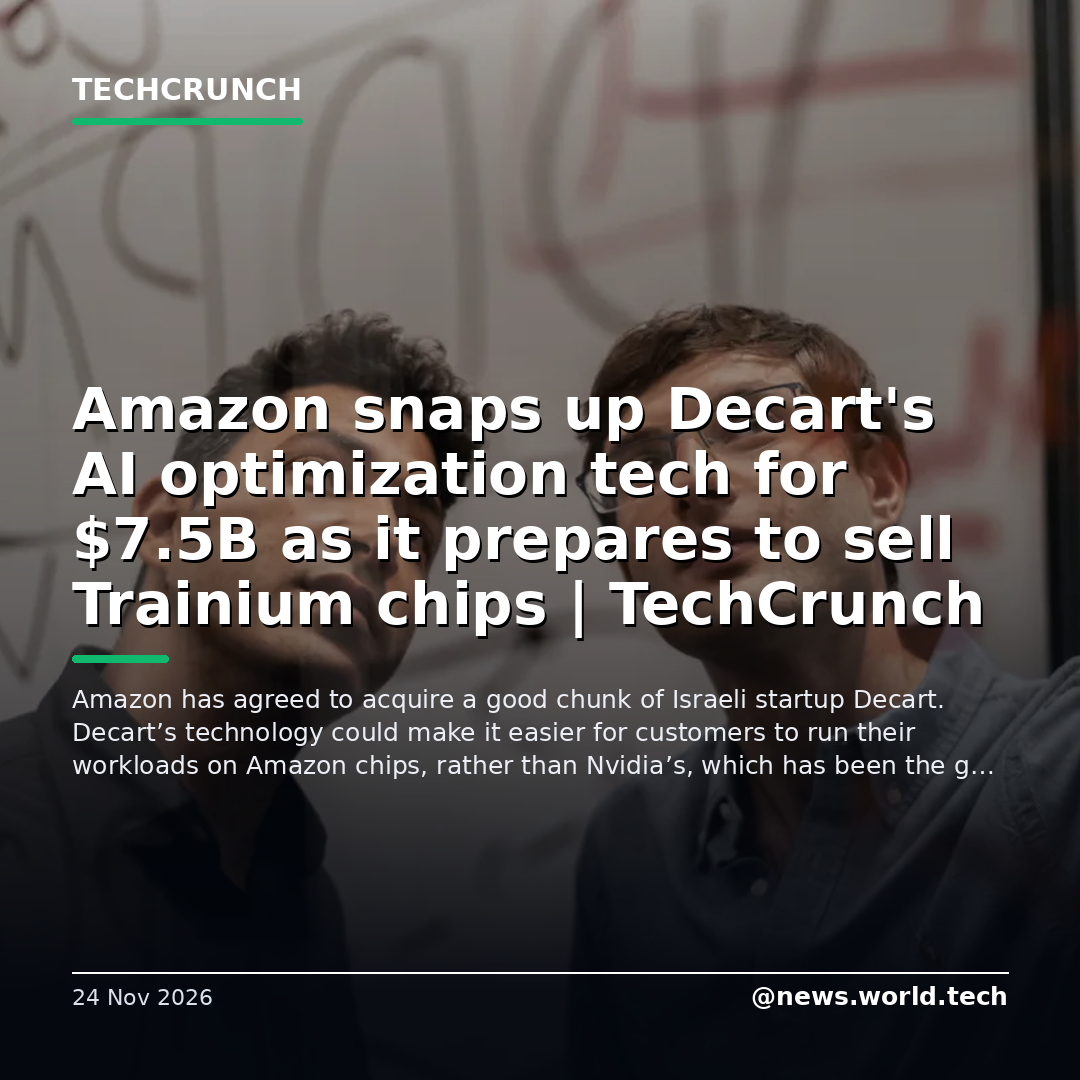 TECHCRUNCH
Amazon snaps up Decart's
AI optimization tech for
$7.5B as it prepares to sell
Trainium chips | TechCrunch
Amazon has agreed to acquire a good chunk of Israeli startup Decart.
Decart’s technology could make it easier for customers to run their
workloads on Amazon chips, rather than Nvidia’s, which has been the g…
24 Nov 2026
@news.world.tech